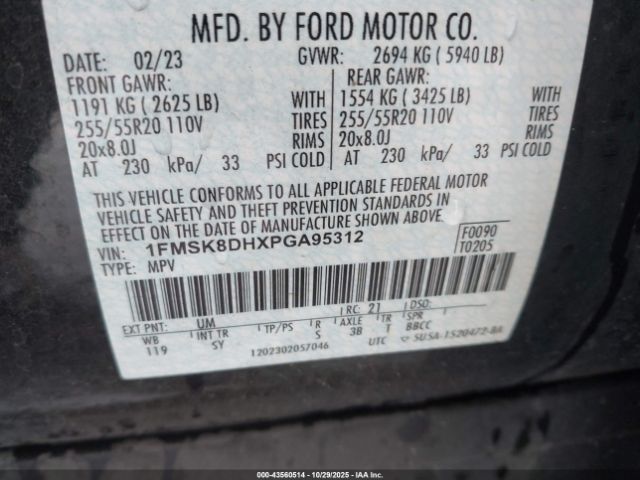 MFD. BY FORD MOTOR CO.
DATE: 02/23 GVWR: 2694 KG ( 5940 LB)
FRONT GAWR: REAR GAWR:
1191 KG ( 2625 LB) WITH 1554 KG ( 3425 LB) WITH
255/55R20 110V TIRES 255/55R20 110V TIRES
20x8.0J RIMS 20x8.0J RIMS
AT 230 kPa/ 33 PSI COLD AT 230 kPa/ 33 PSI COLD
THIS VEHICLE CONFORMS TO ALL APPLICABLE FEDERAL MOTOR
VEHICLE SAFETY AND THEFT PREVENTION STANDARDS IN
EFFECT ON THE DATE OF MANUFACTURE SHOWN ABOVE.
VIN: 1FMSK8DHXPGA95312 F0090
TYPE: MPV T0205
EXT PNT: UM RC: 21 DSO:
WB INT TR TP/PS R AXLE TR SPR
119 SY S 3B T BBCC
1202302057046 UTC SU5A-1520472-BA
00-43560514 | 10/29/2025 | IAA Inc.